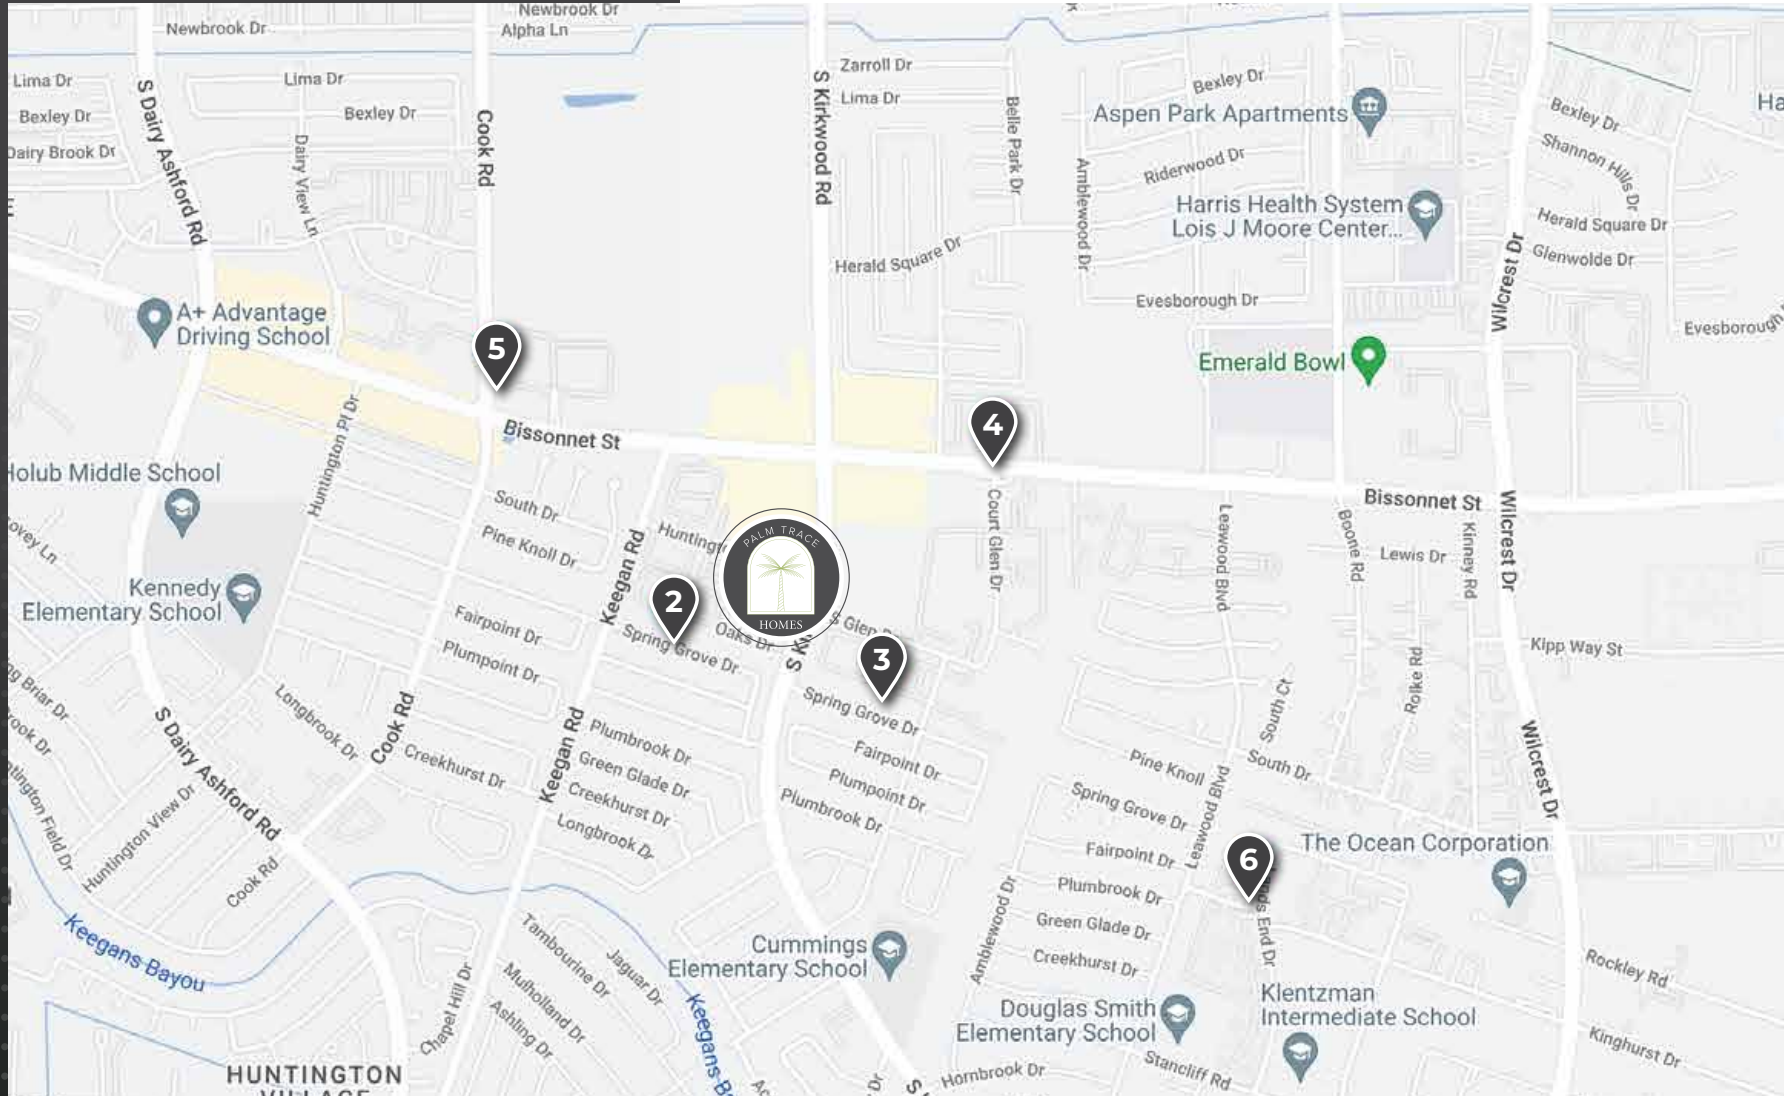 Newbrook Dr
Newbrook Dr
Alpha Ln
Lima Dr
Lima Dr
Bexley Dr
Bexley Dr
Dairy Brook Dr
S Dairy Ashford Rd
Dairy View Ln
Cook Rd
S Kirkwood Rd
Zarroll Dr
Lima Dr
Belle Park Dr
Amblewood Dr
Herald Square Dr
Bexley Dr
Aspen Park Apartments
Riderwood Dr
Harris Health System
Lois J Moore Center...
Evesborough Dr
Wilcrest Dr
Bexley Dr
Shannon Hills Dr
Herald Square Dr
Glenwolde Dr
Evesborough
Ha
A+ Advantage
Driving School
5
4
Emerald Bowl
Bissonnet St
Bissonnet St
Huntington Pl Dr
Holub Middle School
Kennedy
Elementary School
South Dr
Pine Knoll Dr
Keegan Rd
Huntingt
PALM TRACE
HOMES
2
Oaks Dr
Spring Grove Dr
S Glen
3
Spring Grove Dr
Court Glen Dr
Leawood Blvd
Boone Rd
Lewis Dr
Kinney Rd
Wilcrest Dr
Kipp Way St
Rolke Rd
South Ct
South Dr
Fairpoint Dr
Plumpoint Dr
Longbrook Dr
Cook Rd
Creekhurst Dr
Keegan Rd
Plumbrook Dr
Green Glade Dr
Creekhurst Dr
Longbrook Dr
Fairpoint Dr
Plumpoint Dr
Plumbrook Dr
Pine Knoll
Spring Grove Dr
Leawood Blvd
Fairpoint Dr
Plumbrook Dr
Green Glade Dr
Creekhurst Dr
Amblewood Dr
6
End Dr
Wilcrest Dr
The Ocean Corporation
S Dairy Ashford Rd
Huntington View Dr
Cook Rd
Keegans Bayou
Chapel Hill Dr
Tambourine Dr
Jaguar Dr
Mulholland Dr
Ashling Dr
Keegans B
Cummings
Elementary School
Douglas Smith
Elementary School
Klentzman
Intermediate School
Hornbrook Dr
Stancliff Rd
Rockley Rd
Kinghurst Dr
HUNTINGTON
VILLAGE